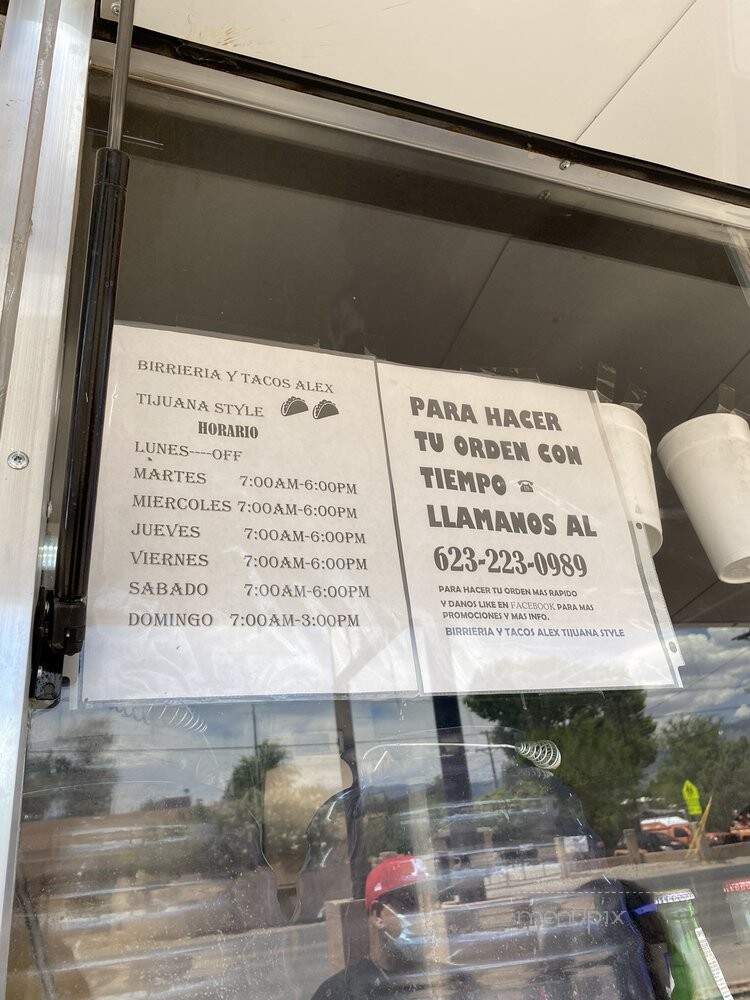 BIRRIERIA Y TACOS ALEX
TIJUANA STYLE
HORARIO
LUNES----OFF
MARTES 7:00AM-6:00PM
MIERCOLES 7:00AM-6:00PM
JUEVES 7:00AM-6:00PM
VIERNES 7:00AM-6:00PM
SABADO 7:00AM-6:00PM
DOMINGO 7:00AM-3:00PM
PARA HACER
TU ORDEN CON
TIEMPO ☎
LLAMANOS AL
623-223-0989
PARA HACER TU ORDEN MAS RAPIDO
Y DANOS LIKE EN FACEBOOK PARA MAS
PROMOCIONES Y MAS INFO.
BIRRIERIA Y TACOS ALEX TIJUANA STYLE
menupix